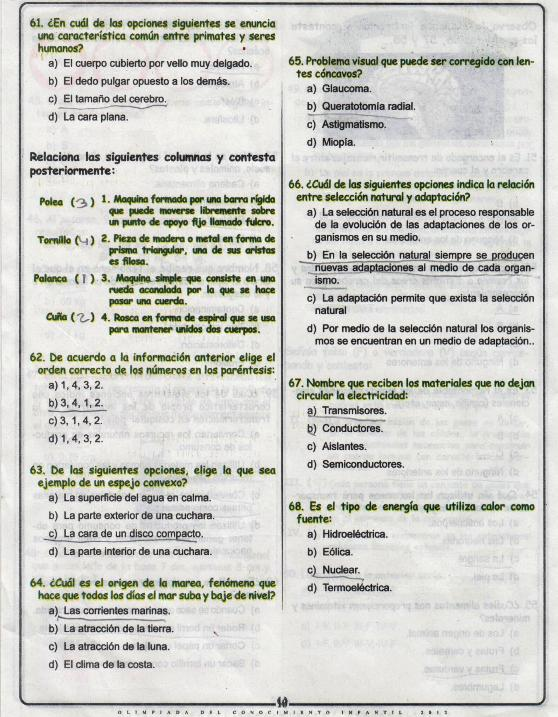 61. ¿En cuál de las opciones siguientes se enuncia
una característica común entre primates y seres
humanos?
a) El cuerpo cubierto por vello muy delgado.
b) El dedo pulgar opuesto a los demás.
c) El tamaño del cerebro.
d) La cara plana.
Relaciona las siguientes columnas y contesta
posteriormente:
Polea (3) 1. Maquina formada por una barra rígida
que puede moverse libremente sobre
un punto de apoyo fijo llamado fulcro.
Tornillo (4) 2. Pieza de madera o metal en forma de
prisma triangular, una de sus aristas
es filosa.
Palanca (1) 3. Maquina simple que consiste en una
rueda acanalada por la que se hace
pasar una cuerda.
Cuña (2) 4. Rosca en forma de espiral que se usa
para mantener unidos dos cuerpos.
62. De acuerdo a la información anterior elige el
orden correcto de los números en los paréntesis:
a) 1, 4, 3, 2.
b) 3, 4, 1, 2.
c) 3, 1, 4, 2.
d) 1, 4, 3, 2.
63. De las siguientes opciones, elige la que sea
ejemplo de un espejo convexo?
a) La superficie del agua en calma.
b) La parte exterior de una cuchara.
c) La cara de un disco compacto.
d) La parte interior de una cuchara.
64. ¿Cuál es el origen de la marea, fenómeno que
hace que todos los días el mar suba y baje de nivel?
a) Las corrientes marinas.
b) La atracción de la tierra.
c) La atracción de la luna.
d) El clima de la costa.
65. Problema visual que puede ser corregido con len-
tes cóncavos?
a) Glaucoma.
b) Queratotomía radial.
c) Astigmatismo.
d) Miopía.
66. ¿Cuál de las siguientes opciones indica la relación
entre selección natural y adaptación?
a) La selección natural es el proceso responsable
de la evolución de las adaptaciones de los or-
ganismos en su medio.
b) En la selección natural siempre se producen
nuevas adaptaciones al medio de cada organ-
ismo.
c) La adaptación permite que exista la selección
natural
d) Por medio de la selección natural los organis-
mos se encuentran en un medio de adaptación..
67. Nombre que reciben los materiales que no dejan
circular la electricidad:
a) Transmisores.
b) Conductores.
c) Aislantes.
d) Semiconductores.
68. Es el tipo de energía que utiliza calor como
fuente:
a) Hidroeléctrica.
b) Eólica.
c) Nuclear.
d) Termoeléctrica.
10
OLIMPIADA DEL CONOCIMIENTO INFANTIL 2012